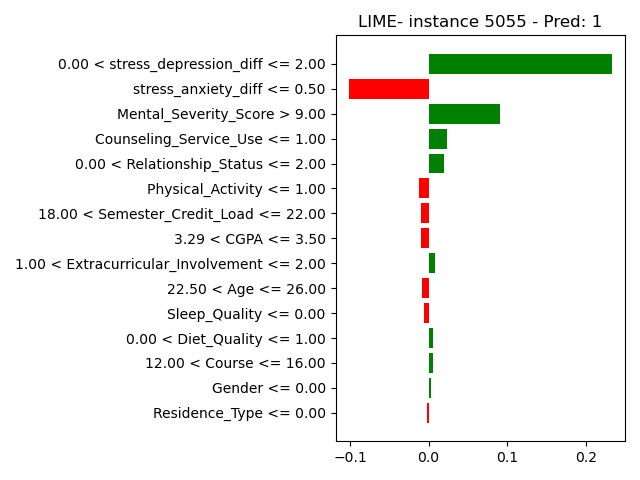 LIME- instance 5055 - Pred: 1
0.00 < stress_depression_diff <= 2.00
stress_anxiety_diff <= 0.50
Mental_Severity_Score > 9.00
Counseling_Service_Use <= 1.00
0.00 < Relationship_Status <= 2.00
Physical_Activity <= 1.00
18.00 < Semester_Credit_Load <= 22.00
3.29 < CGPA <= 3.50
1.00 < Extracurricular_Involvement <= 2.00
22.50 < Age <= 26.00
Sleep_Quality <= 0.00
0.00 < Diet_Quality <= 1.00
12.00 < Course <= 16.00
Gender <= 0.00
Residence_Type <= 0.00
−0.1 0.0 0.1 0.2